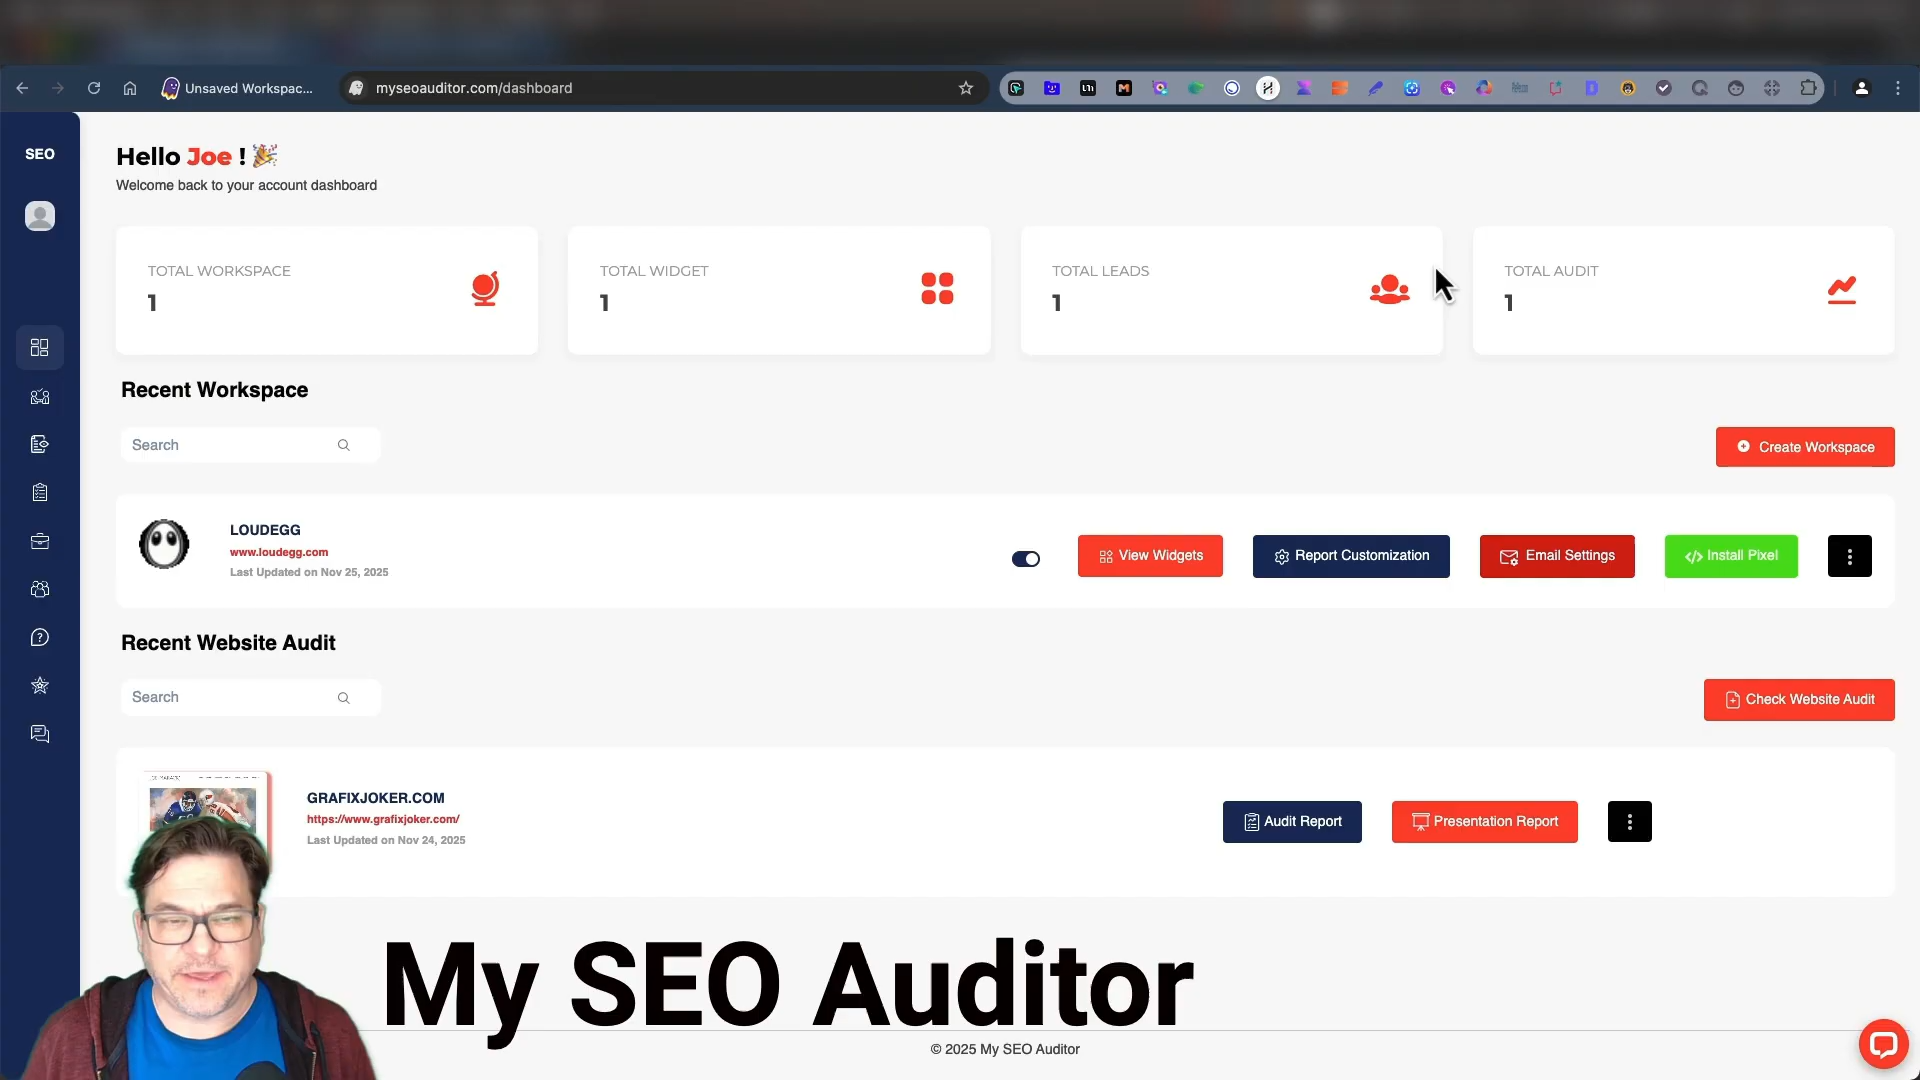 Unsaved Workspac...
myseoauditor.com/dashboard
SEO
Hello Joe ! 🎉
Welcome back to your account dashboard
TOTAL WORKSPACE
1
TOTAL WIDGET
1
TOTAL LEADS
1
TOTAL AUDIT
1
Recent Workspace
Search
Create Workspace
LOUDEGG
www.loudegg.com
Last Updated on Nov 25, 2025
View Widgets
Report Customization
Email Settings
Install Pixel
Recent Website Audit
Search
Check Website Audit
GRAFIXJOKER.COM
https://www.grafixjoker.com/
Last Updated on Nov 24, 2025
Audit Report
Presentation Report
My SEO Auditor
© 2025 My SEO Auditor